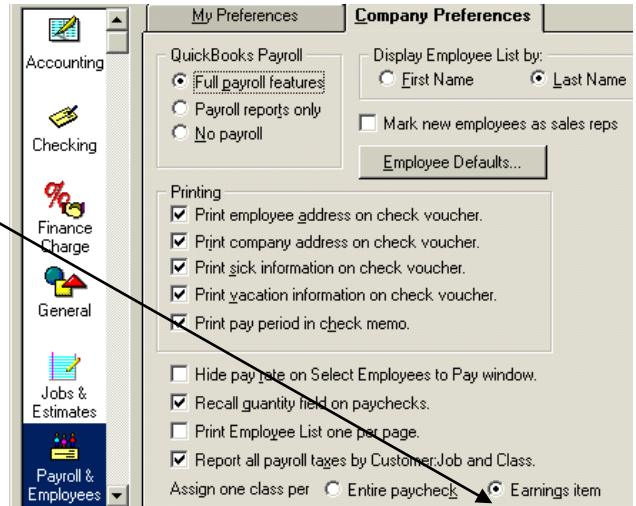 My Preferences
Company Preferences
Accounting
Checking
Finance
Charge
General
Jobs &
Estimates
Payroll &
Employees
QuickBooks Payroll
Full payroll features
Payroll reports only
No payroll
Display Employee List by:
First Name
Last Name
Mark new employees as sales reps
Employee Defaults...
Printing
Print employee address on check voucher.
Print company address on check voucher.
Print sick information on check voucher.
Print vacation information on check voucher.
Print pay period in check memo.
Hide pay rate on Select Employees to Pay window.
Recall quantity field on paychecks.
Print Employee List one per page.
Report all payroll taxes by Customer:Job and Class.
Assign one class per Entire paycheck Earnings item